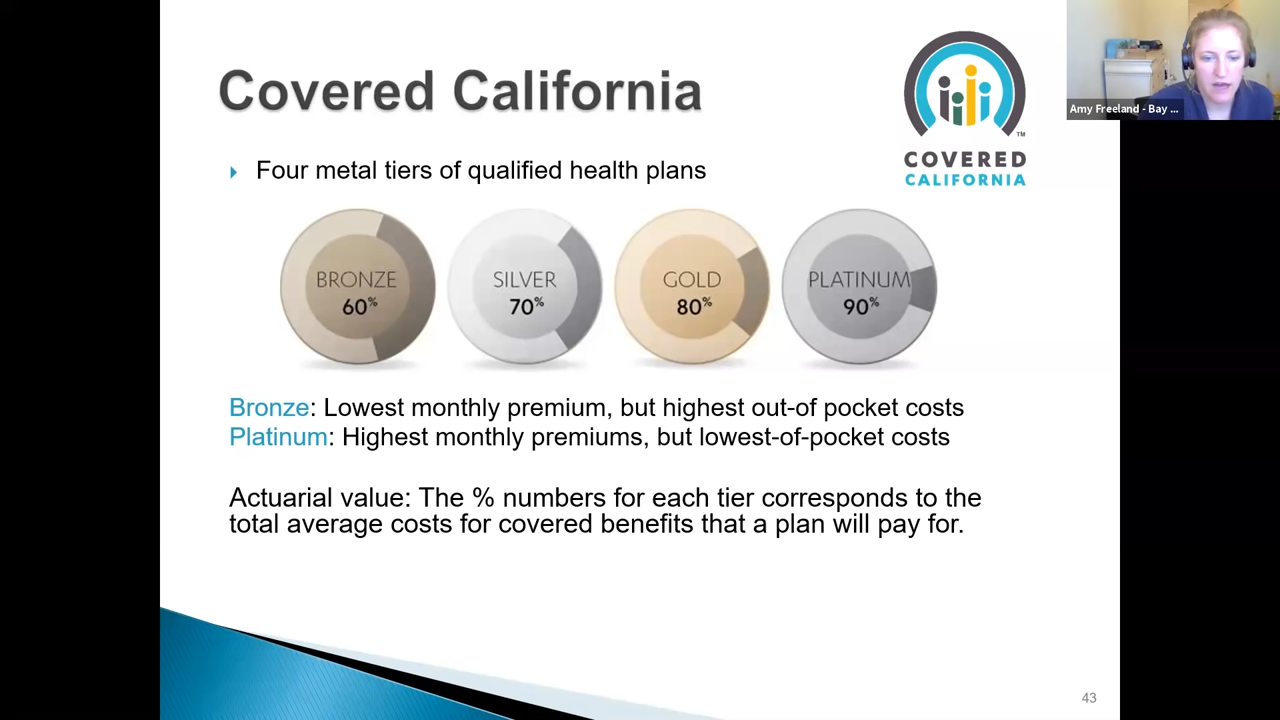 Covered California
Four metal tiers of qualified health plans
COVERED
CALIFORNIA
TM
Amy Freeland - Bay ...
BRONZE
60%
SILVER
70%
GOLD
80%
PLATINUM
90%
Bronze: Lowest monthly premium, but highest out-of pocket costs
Platinum: Highest monthly premiums, but lowest-of-pocket costs
Actuarial value: The % numbers for each tier corresponds to the
total average costs for covered benefits that a plan will pay for.
43